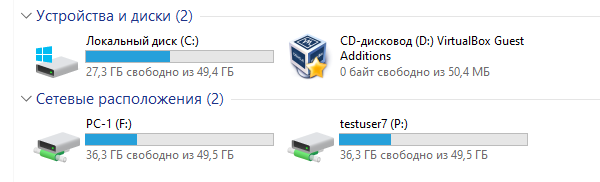 Устройства и диски (2)
Локальный диск (C:)
27,3 ГБ свободно из 49,4 ГБ
CD-дисковод (D:) VirtualBox Guest
Additions
0 байт свободно из 50,4 МБ
Сетевые расположения (2)
PC-1 (F:)
36,3 ГБ свободно из 49,5 ГБ
testuser7 (P:)
36,3 ГБ свободно из 49,5 ГБ